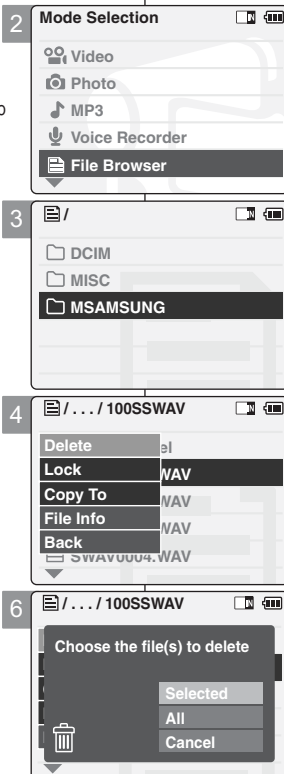 2
Mode Selection
N
Video
o
Photo
MP3
Voice Recorder
File Browser
3
/
N
DCIM
MISC
MSAMSUNG
4
/ . . . / 100SSWAV
N
Delete
el
Lock
WAV
Copy To
WAV
File Info
WAV
Back
SWAV0004.WAV
6
/ . . . / 100SSWAV
N
Choose the file(s) to delete
Selected
All
Cancel